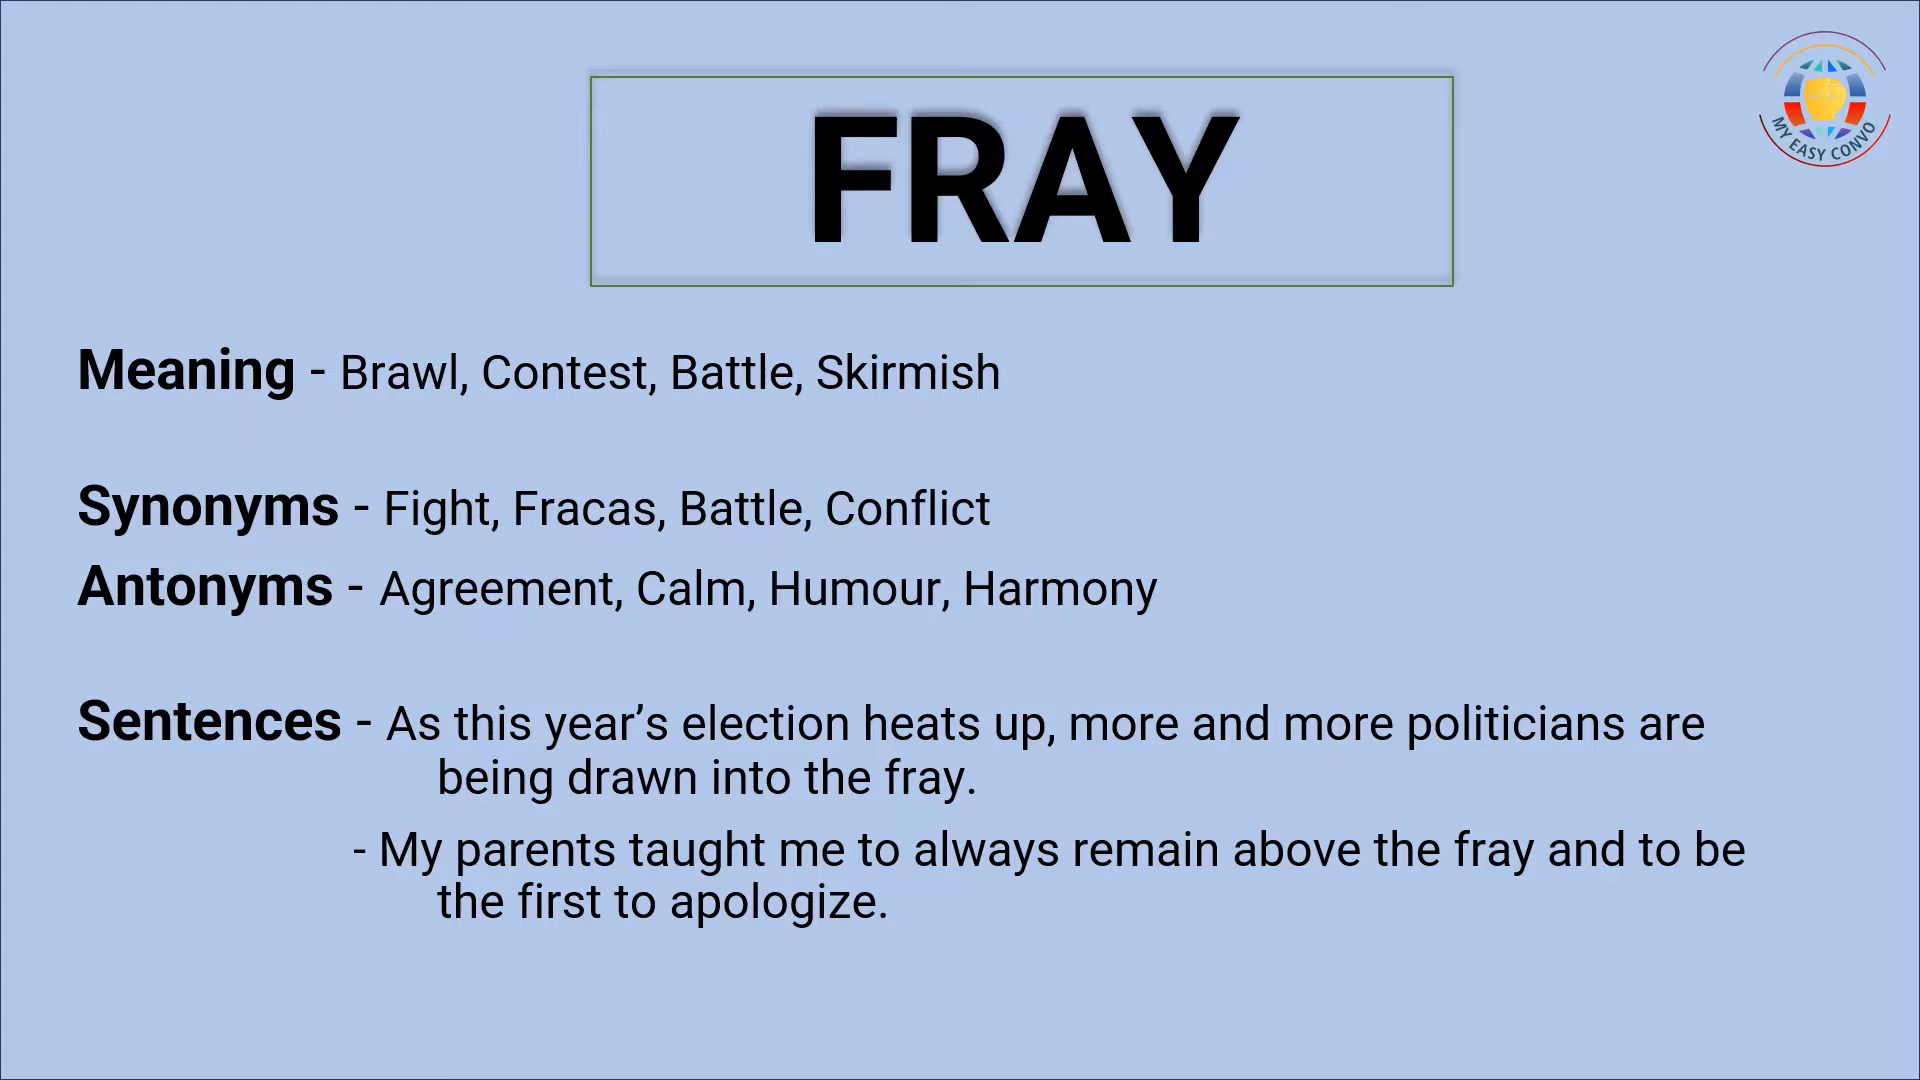 FRAY
MY EASY CONVO
Meaning - Brawl, Contest, Battle, Skirmish
Synonyms - Fight, Fracas, Battle, Conflict
Antonyms - Agreement, Calm, Humour, Harmony
Sentences - As this year’s election heats up, more and more politicians are
being drawn into the fray.
- My parents taught me to always remain above the fray and to be
the first to apologize.